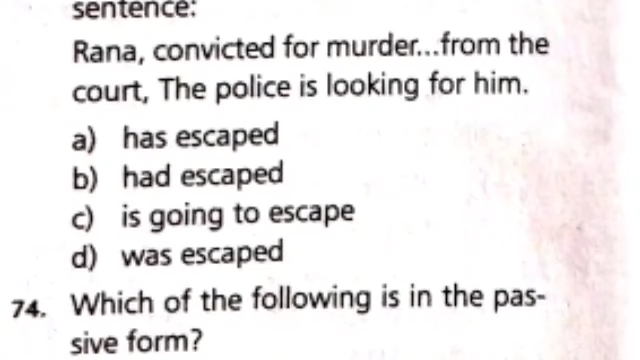 sentence:
Rana, convicted for murder...from the
court, The police is looking for him.
a) has escaped
b) had escaped
c) is going to escape
d) was escaped
74. Which of the following is in the pas-
sive form?